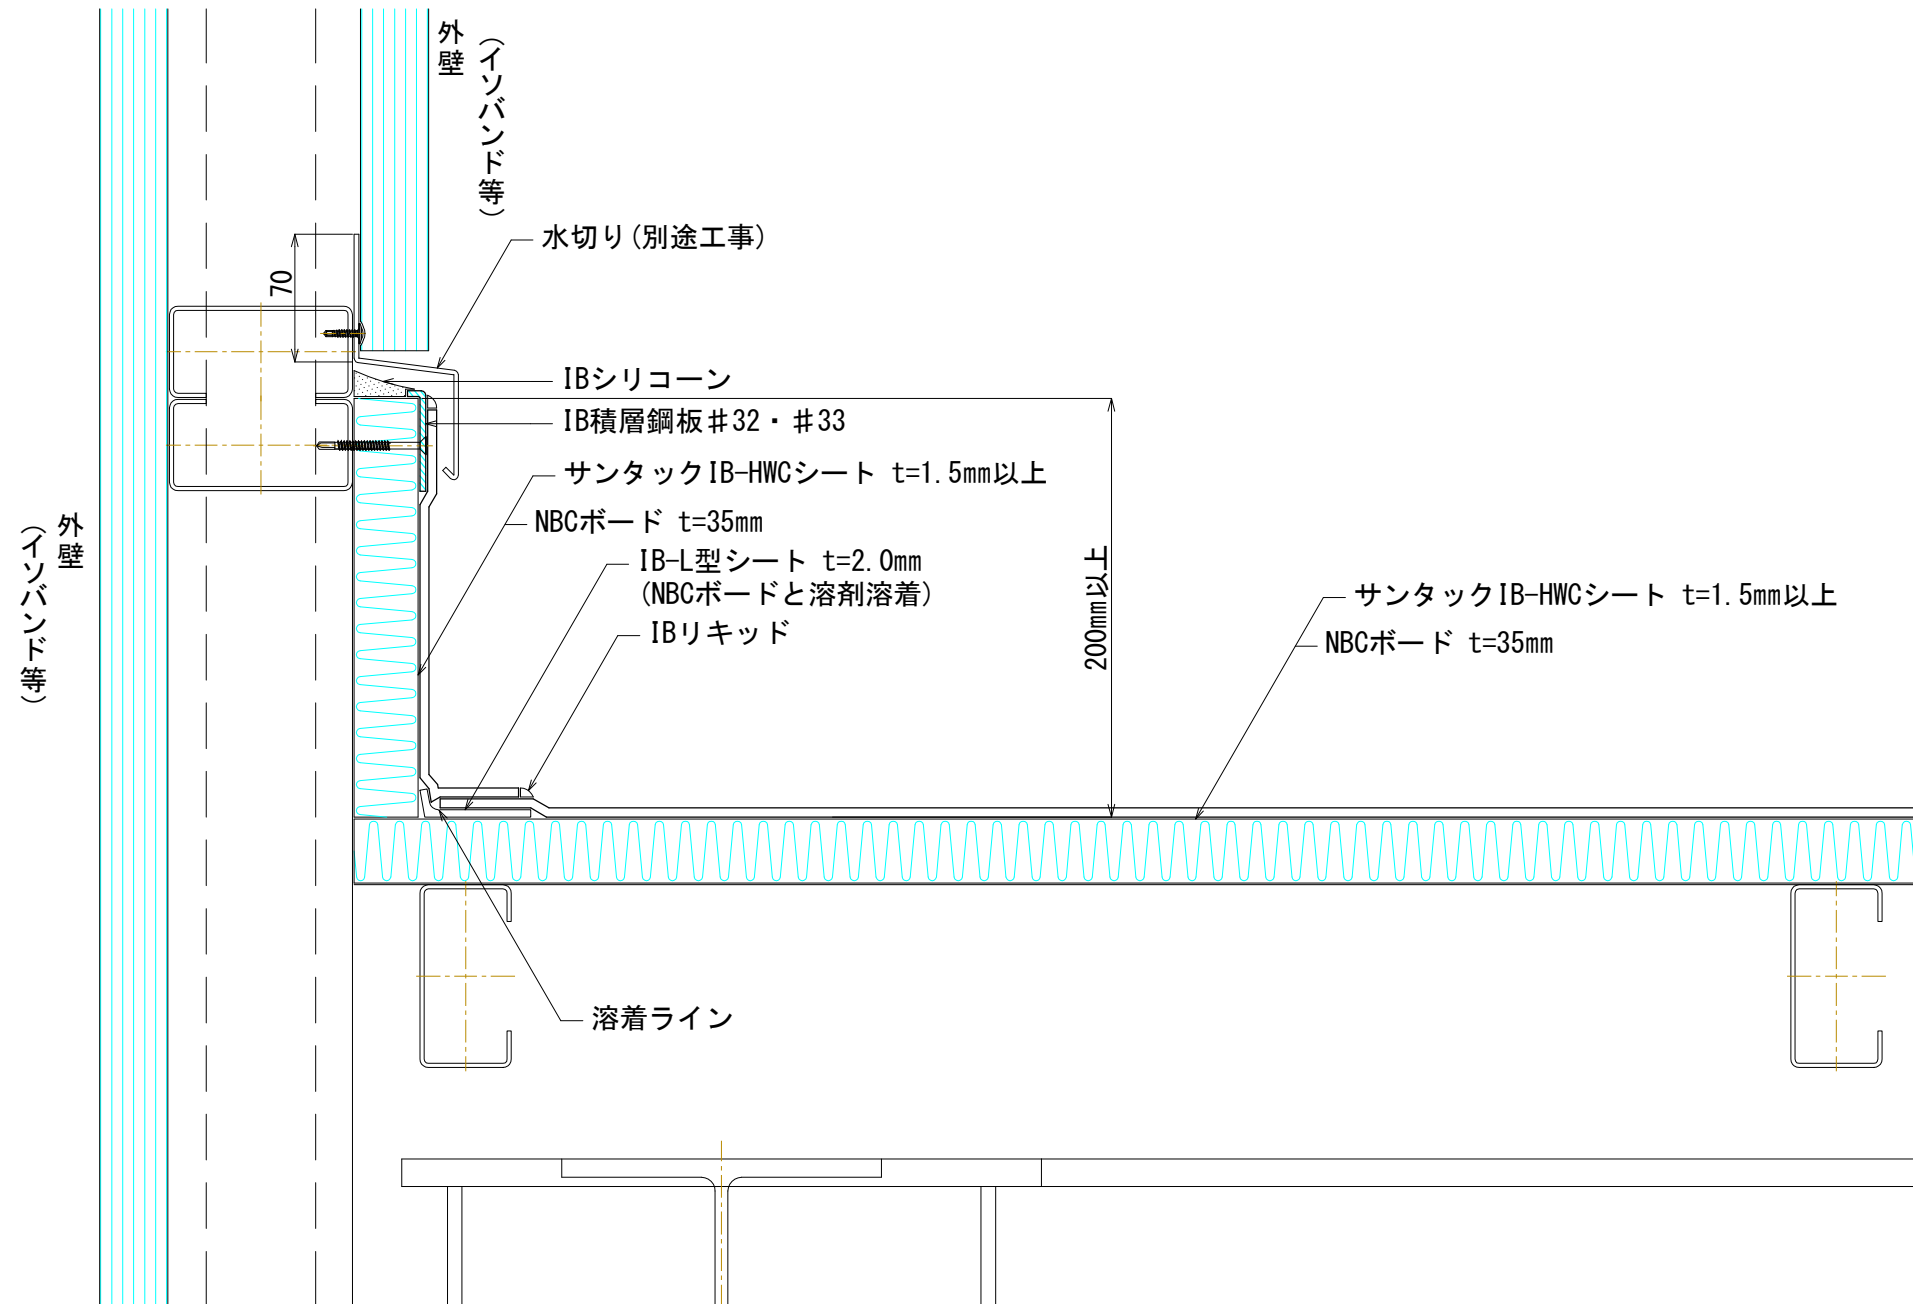 外壁
（イソバンド等）
水切り(別途工事)
70
IBシリコーン
IB積層鋼板＃32・＃33
サンタックIB-HWCシート t=1.5mm以上
NBCボード t=35mm
IB-L型シート t=2.0mm
(NBCボードと溶剤溶着)
IBリキッド
200mm以上
サンタックIB-HWCシート t=1.5mm以上
NBCボード t=35mm
外壁
（イソバンド等）
溶着ライン